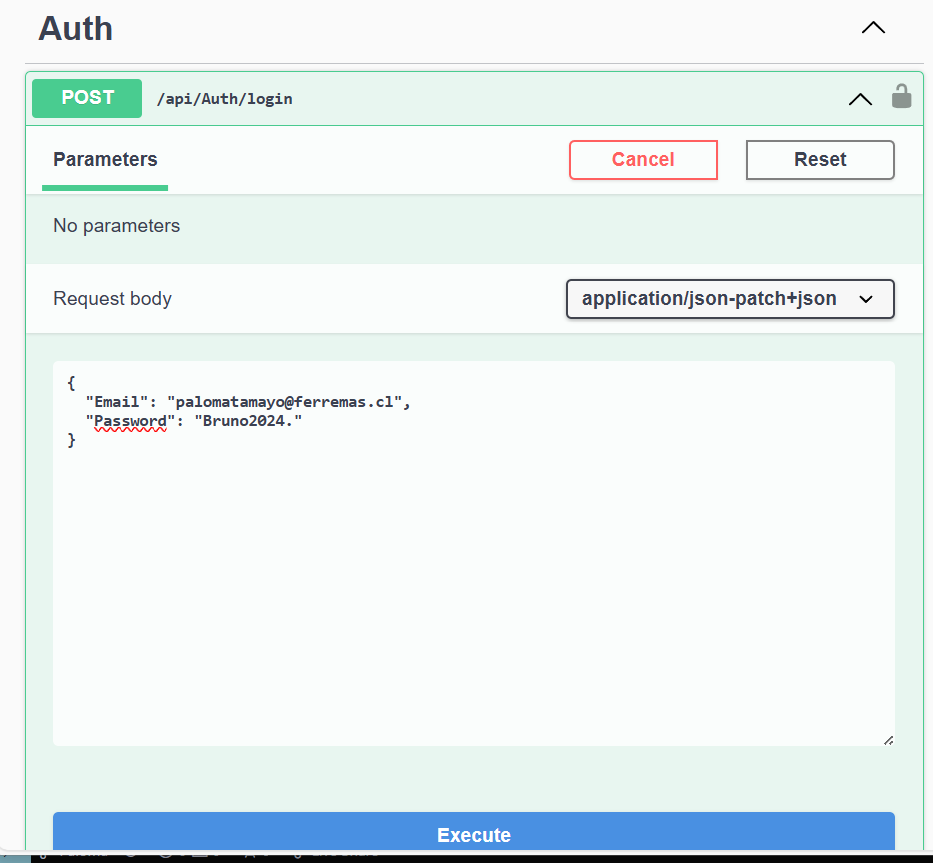 Auth
POST /api/Auth/login
Parameters Cancel Reset
No parameters
Request body application/json-patch+json
{
"Email": "palomatamayo@ferremas.cl",
"Password": "Bruno2024."
}
Execute